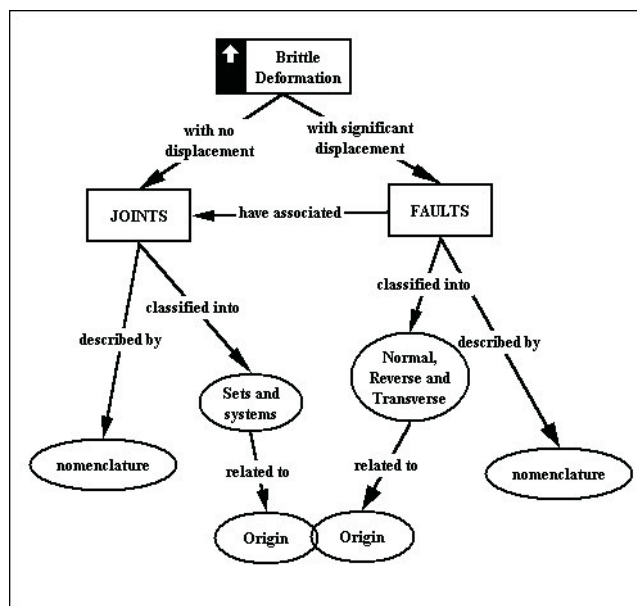 Brittle
Deformation
with no
displacement
with significant
displacement
JOINTS
have associated
FAULTS
classified into
classified into
described by
described by
Normal,
Reverse and
Transverse
Sets and
systems
nomenclature
nomenclature
related to
related to
Origin
Origin